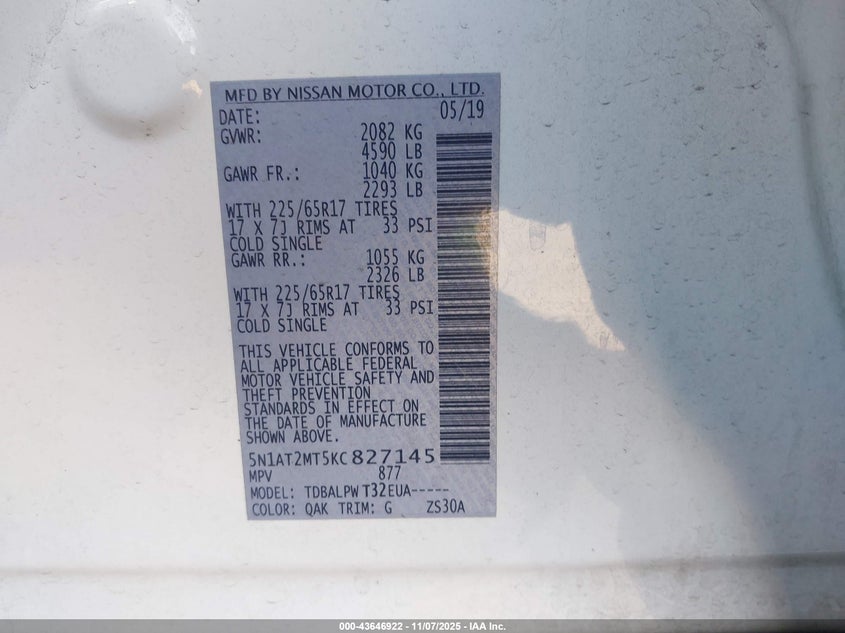 MFD BY NISSAN MOTOR CO., LTD.
DATE: 05/19
GVWR: 2082 KG
4590 LB
GAWR FR.: 1040 KG
2293 LB
WITH 225/65R17 TIRES
17 X 7J RIMS AT 33 PSI
COLD SINGLE
GAWR RR.: 1055 KG
2326 LB
WITH 225/65R17 TIRES
17 X 7J RIMS AT 33 PSI
COLD SINGLE
THIS VEHICLE CONFORMS TO
ALL APPLICABLE FEDERAL
MOTOR VEHICLE SAFETY AND
THEFT PREVENTION
STANDARDS IN EFFECT ON
THE DATE OF MANUFACTURE
SHOWN ABOVE.
5N1AT2MT5KC827145
MPV 877
MODEL: TDBALPW T32EUA-----
COLOR: QAK TRIM: G ZS30A
000-43646922 - 11/07/2025 - IAA Inc.